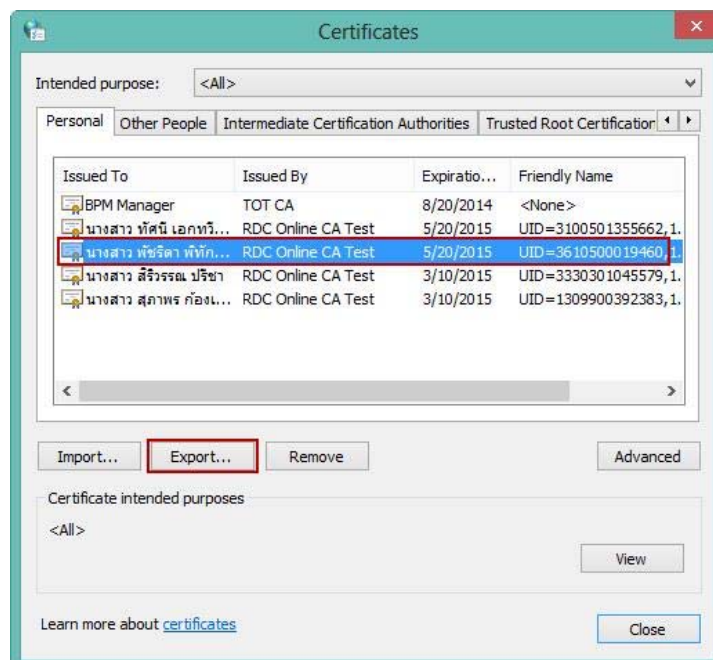 Certificates
Intended purpose: <All>
Personal Other People Intermediate Certification Authorities Trusted Root Certification
Issued To Issued By Expiratio... Friendly Name
BPM Manager TOT CA 8/20/2014 <None>
นางสาว ทัศนี เอกทวี... RDC Online CA Test 5/20/2015 UID=3100501355662,1.
นางสาว พัชริดา พิทัก... RDC Online CA Test 5/20/2015 UID=3610500019460,1.
นางสาว สิริวรรณ ปรีชา RDC Online CA Test 3/10/2015 UID=3330301045579,1.
นางสาว สุภาพร ก้องเ... RDC Online CA Test 3/10/2015 UID=1309900392383,1.
Import... Export... Remove Advanced
Certificate intended purposes
<All>
View
Learn more about certificates
Close